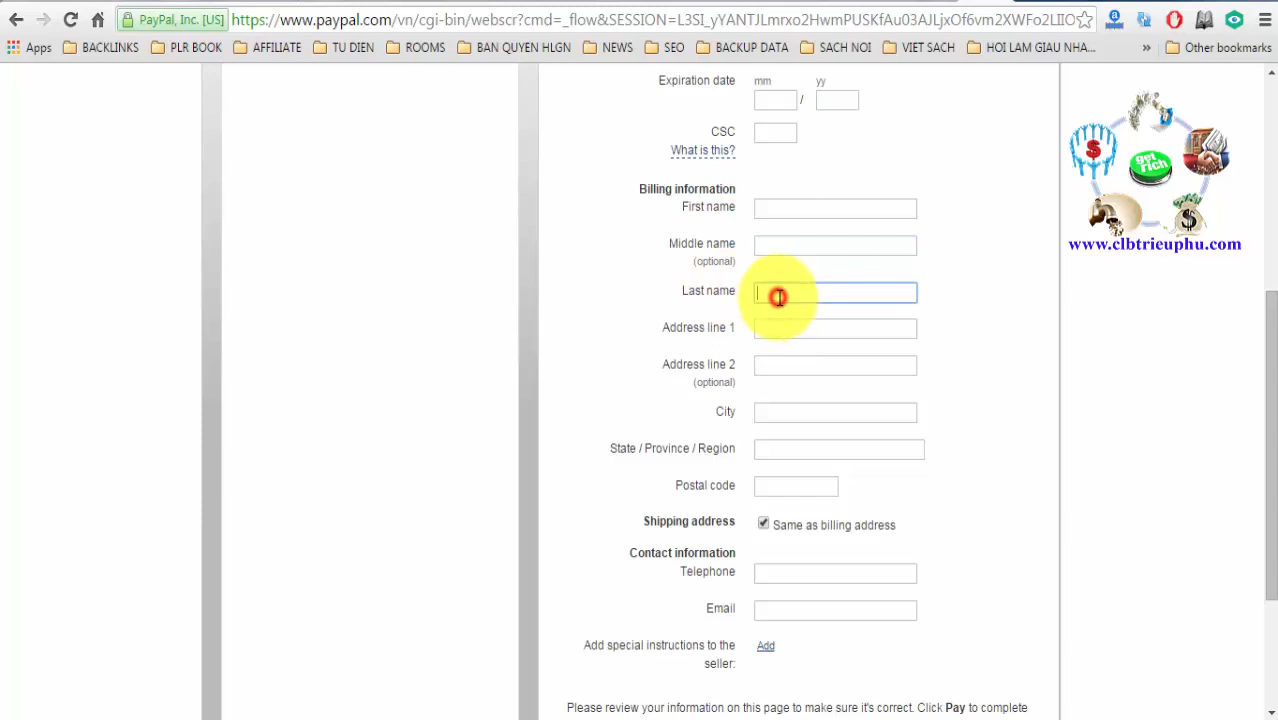 PayPal, Inc. [US] https://www.paypal.com/vn/cgi-bin/webscr?cmd=_flow&SESSION=L3SI_yYANTJLmrxo2HwmPUSKfAu03AJLjxOf6vm2XWFo2LIIO
Apps BACKLINKS PLR BOOK AFFILIATE TU DIEN ROOMS BAN QUYEN HLGN NEWS SEO BACKUP DATA SACH NOI VIET SACH HOI LAM GIAU NHA... » Other bookmarks
Expiration date mm yy
/
CSC
What is this?
Billing information
First name
Middle name
(optional)
Last name
Address line 1
Address line 2
(optional)
City
State / Province / Region
Postal code
Shipping address Same as billing address
Contact information
Telephone
Email
Add special instructions to the Add
seller:
Please review your information on this page to make sure it's correct. Click Pay to complete
$
get
rich
$
www.clbtrieuphu.com